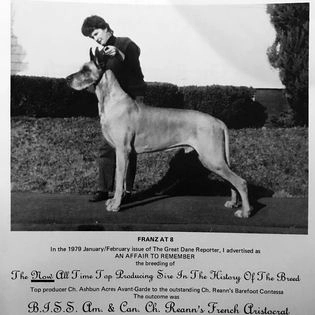 FRANZ AT 8
In the 1979 January/February issue of The Great Dane Reporter, I advertised as
AN AFFAIR TO REMEMBER
the breeding of
The Now All Time Top Producing Sire In The History Of The Breed
Top producer Ch. Ashbun Acres Avant-Garde to the outstanding Ch. Reann's Barefoot Contessa
The outcome was
B.I.S.S. Am. & Can. Ch. Reann's French Aristocrat